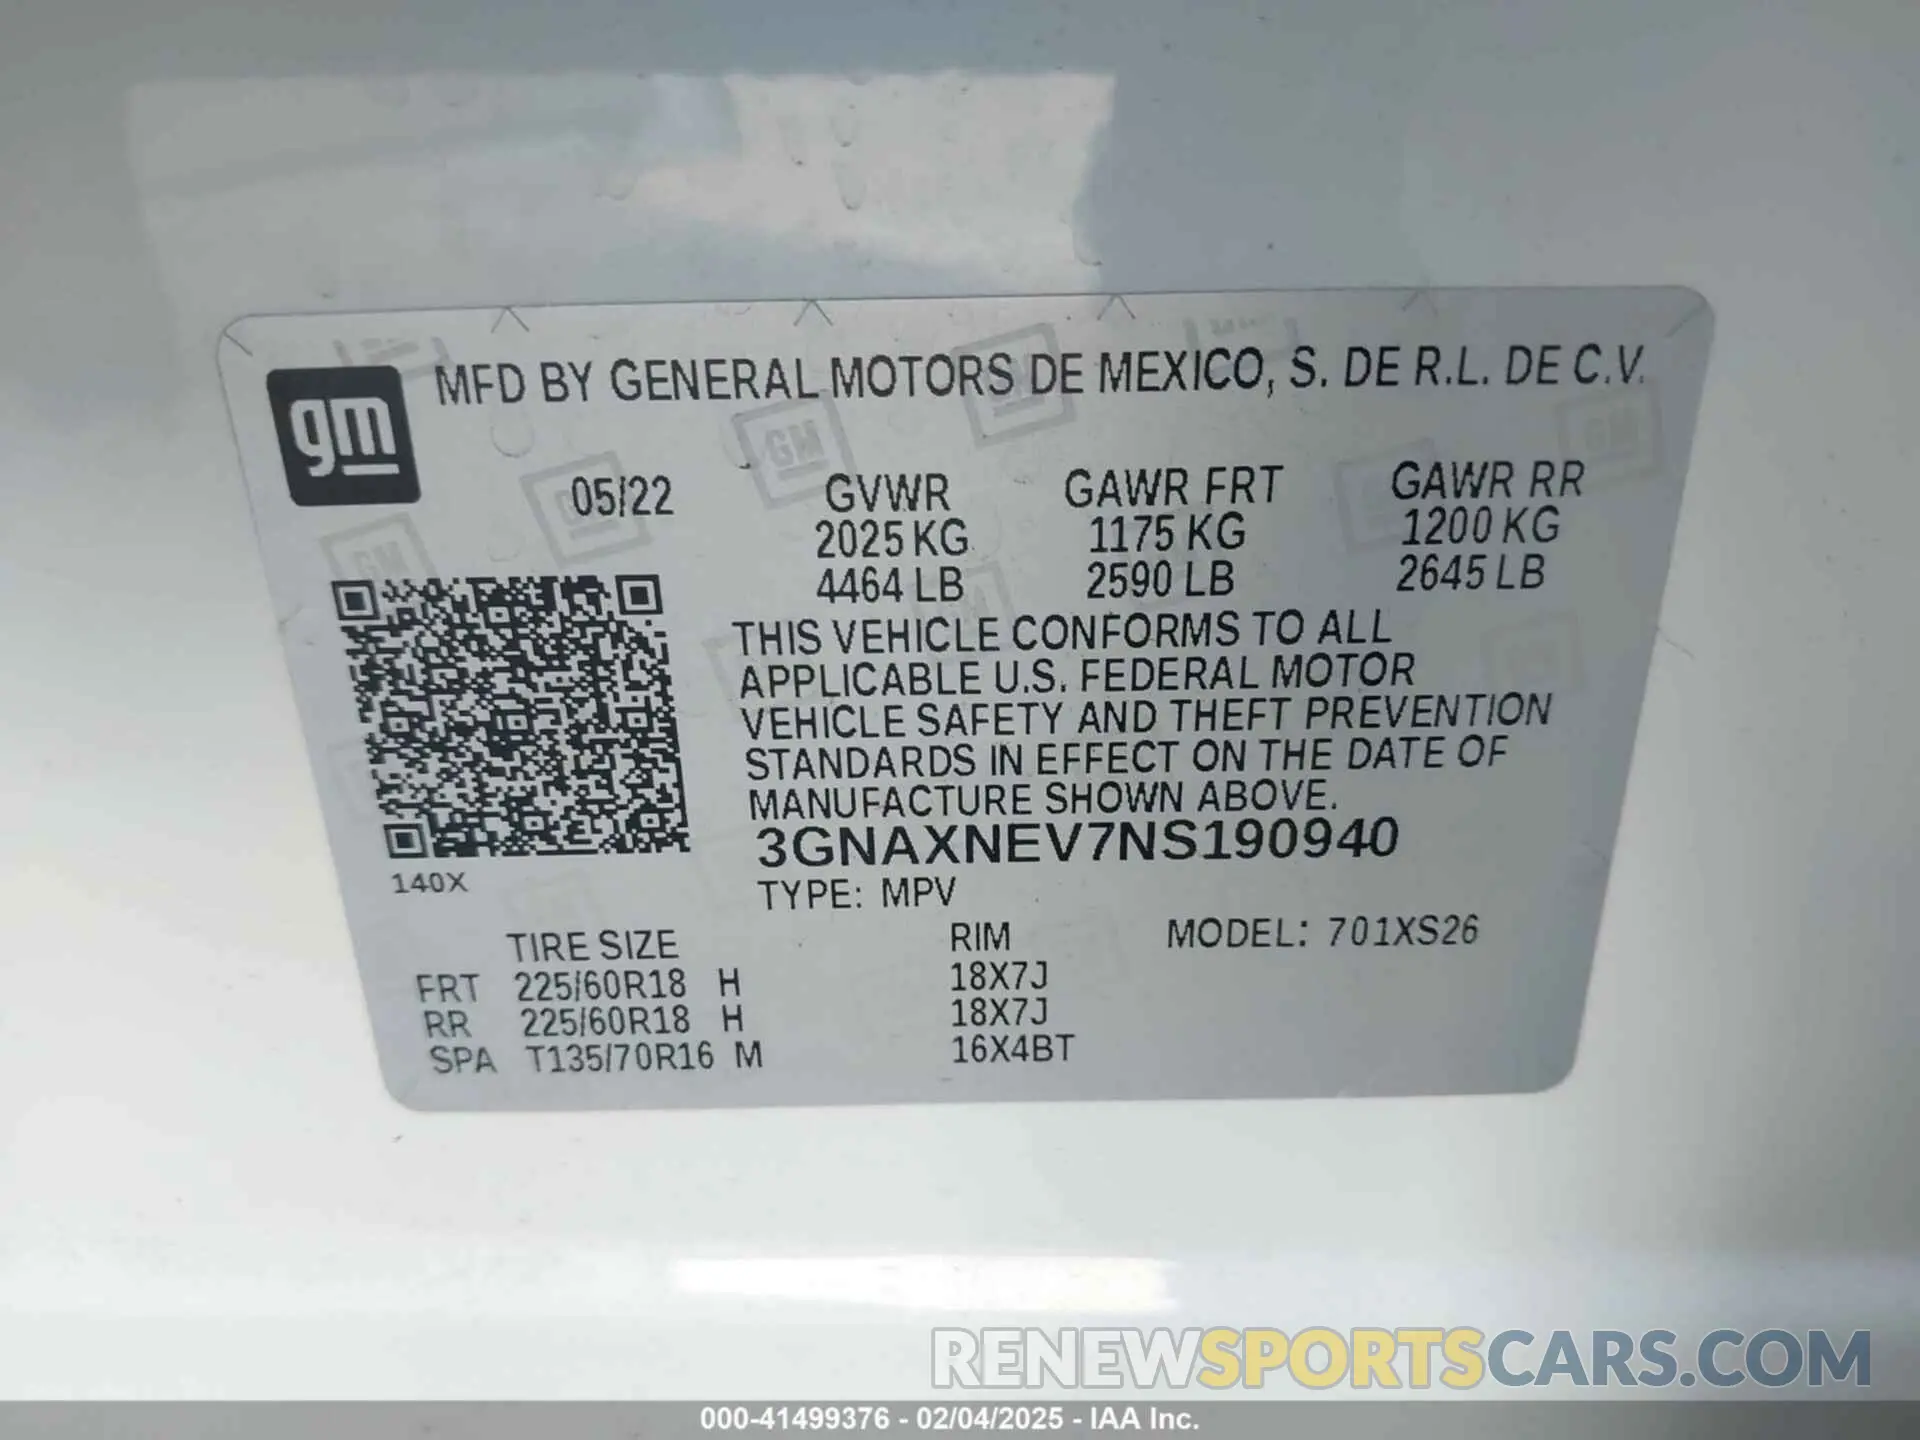 gm MFD BY GENERAL MOTORS DE MEXICO, S. DE R.L. DE C.V.
05/22 GVWR GAWR FRT GAWR RR
2025 KG 1175 KG 1200 KG
4464 LB 2590 LB 2645 LB
THIS VEHICLE CONFORMS TO ALL
APPLICABLE U.S. FEDERAL MOTOR
VEHICLE SAFETY AND THEFT PREVENTION
STANDARDS IN EFFECT ON THE DATE OF
MANUFACTURE SHOWN ABOVE.
3GNAXNEV7NS190940
140X
TYPE: MPV
TIRE SIZE RIM MODEL: 701XS26
FRT 225/60R18 H 18X7J
RR 225/60R18 H 18X7J
SPA T135/70R16 M 16X4BT
RENEWSPORTSCARS.COM
000-41499376 - 02/04/2025 - IAA Inc.